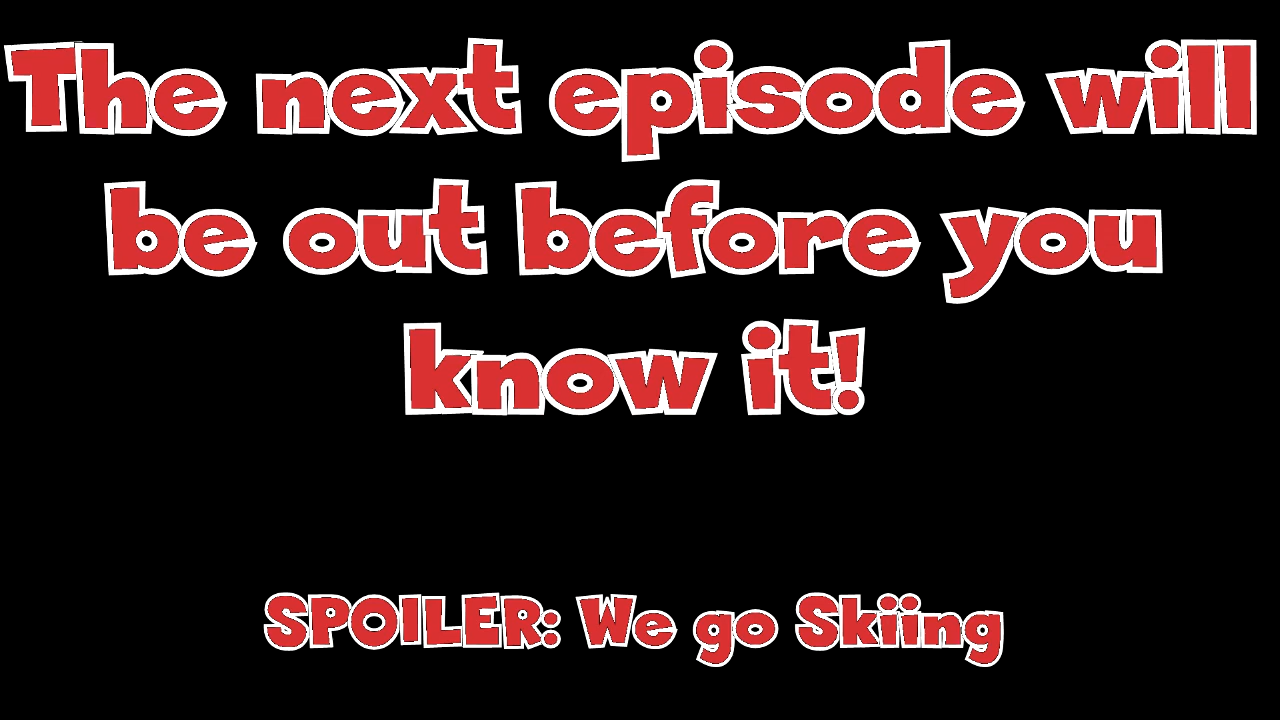 The next episode will
be out before you
know it!
SPOILER: We go Skiing